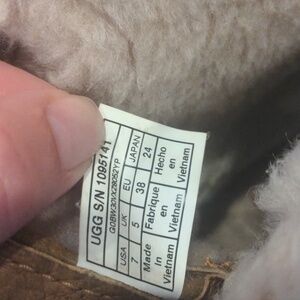 UGG S/N 1095141
USA UK EU JAPAN
7 5 38 24
Made In Vietnam
Fabriqué en Vietnam
Hecho en Vietnam